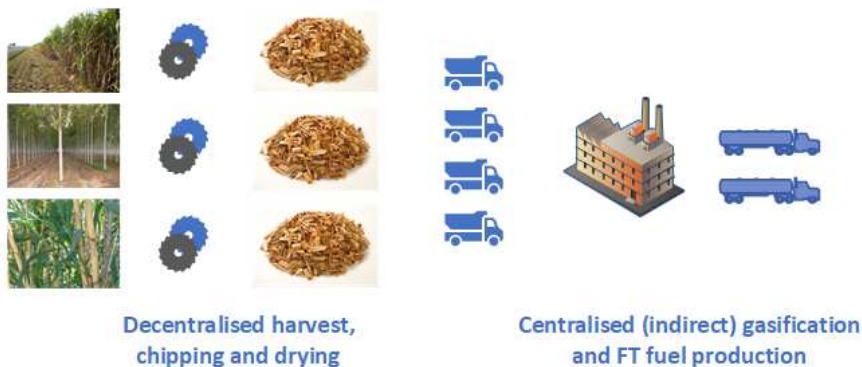 Decentralised harvest,
chipping and drying
Centralised (indirect) gasification
and FT fuel production